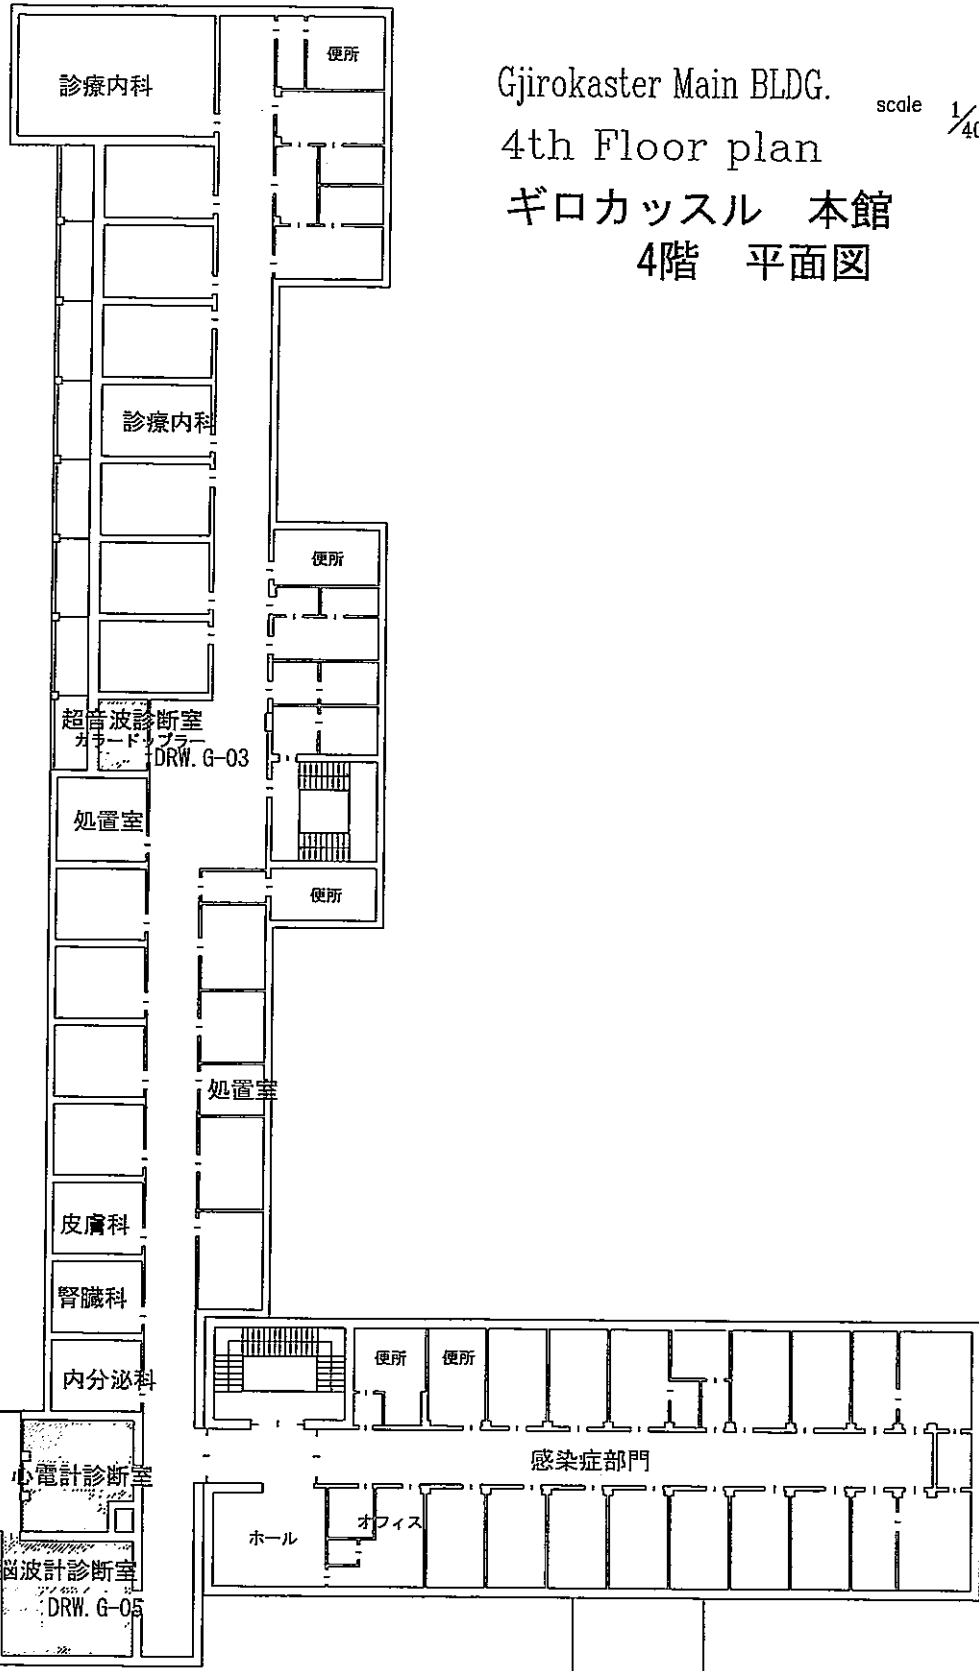 Gjirokaster Main BLDG.
scale 1/40
4th Floor plan
ギロカッスル 本館
4階 平面図
診療内科
便所
診療内科
便所
超音波診断室
カラードップラー
DRW. G-03
処置室
便所
処置室
皮膚科
腎臓科
内分泌科
便所
便所
心電計診断室
感染症部門
ホール
オフィス
脳波計診断室
DRW. G-05